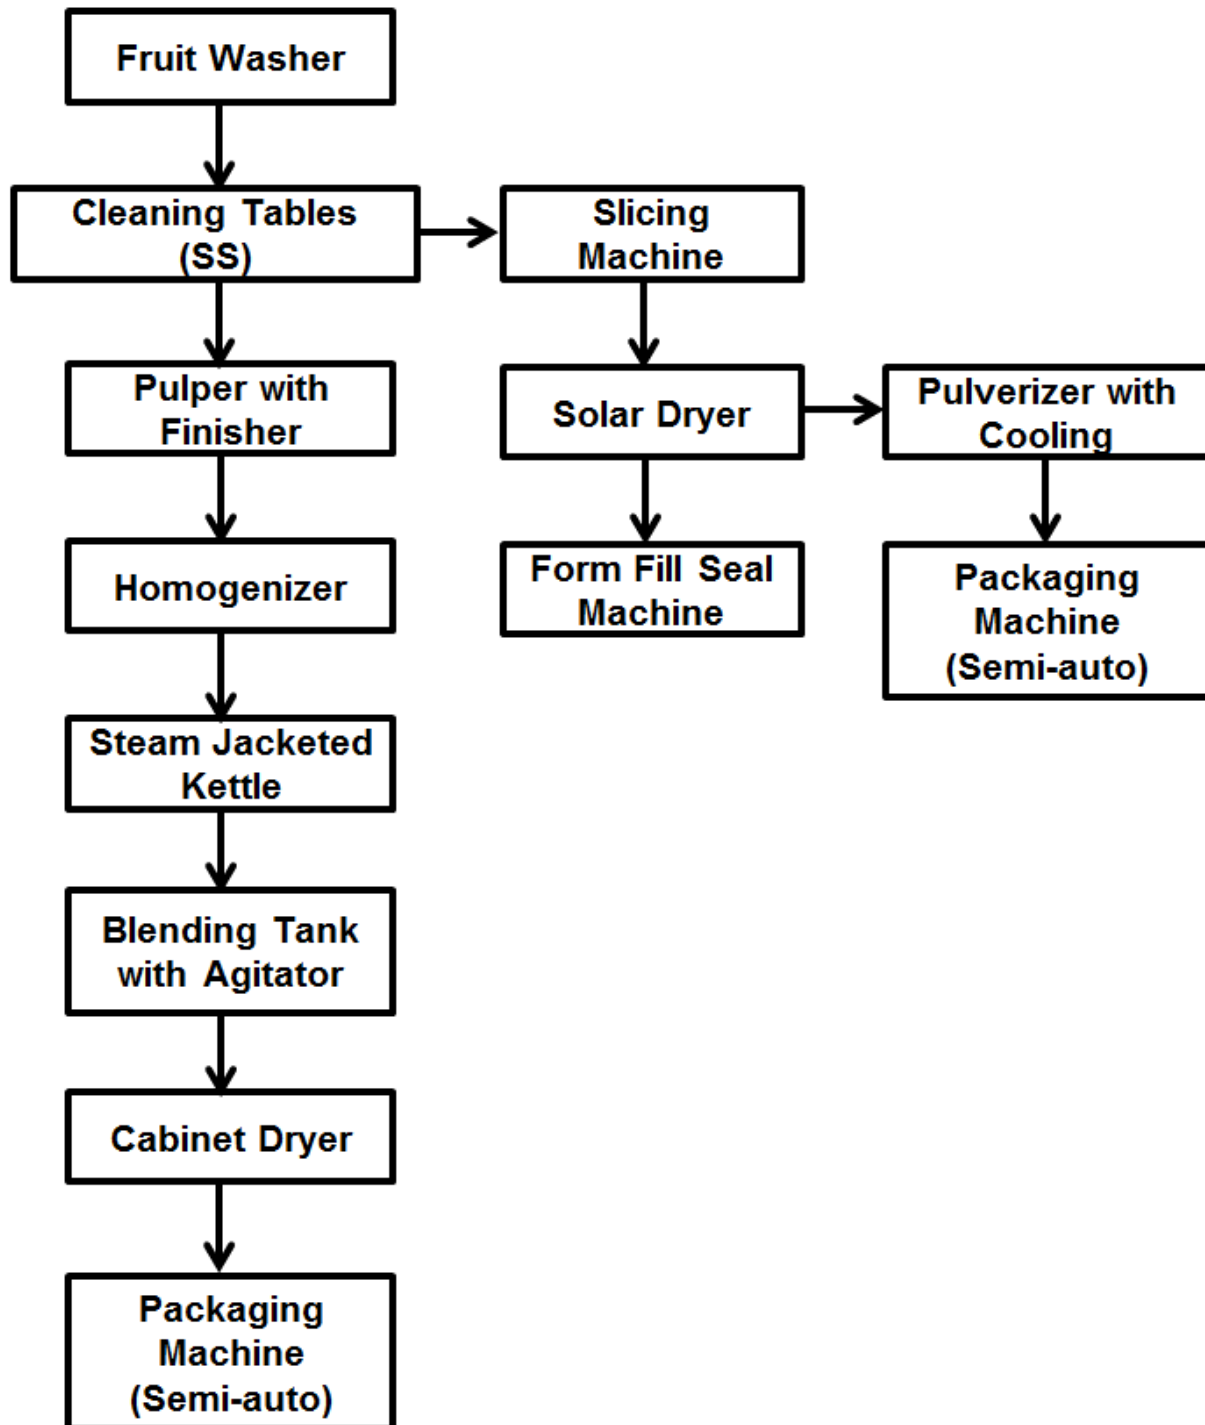 Fruit Washer
Cleaning Tables
(SS)
Slicing
Machine
Pulper with
Finisher
Solar Dryer
Pulverizer with
Cooling
Homogenizer
Form Fill Seal
Machine
Packaging
Machine
(Semi-auto)
Steam Jacketed
Kettle
Blending Tank
with Agitator
Cabinet Dryer
Packaging
Machine
(Semi-auto)